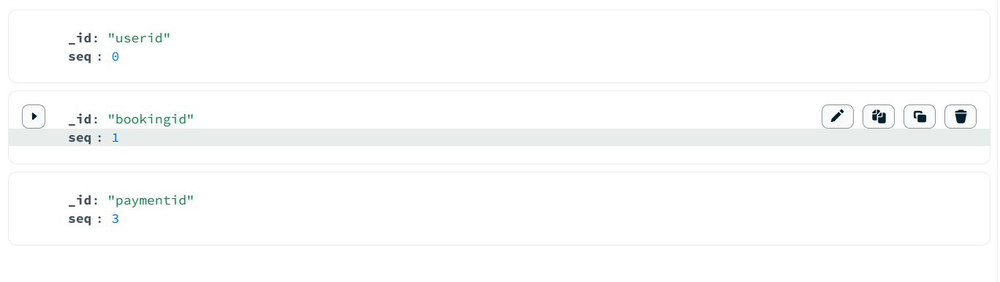 _id: "userid"
seq : 0
_id: "bookingid"
seq : 1
_id: "paymentid"
seq : 3